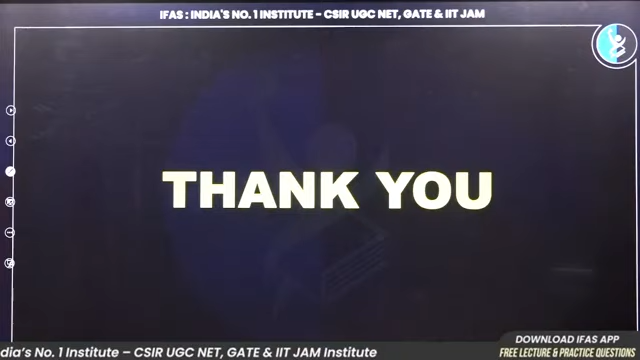 IFAS : INDIA'S NO. 1 INSTITUTE - CSIR UGC NET, GATE & IIT JAM
THANK YOU
DOWNLOAD IFAS APP
dia's No. 1 Institute – CSIR UGC NET, GATE & IIT JAM Institute
FREE LECTURE & PRACTICE QUESTIONS